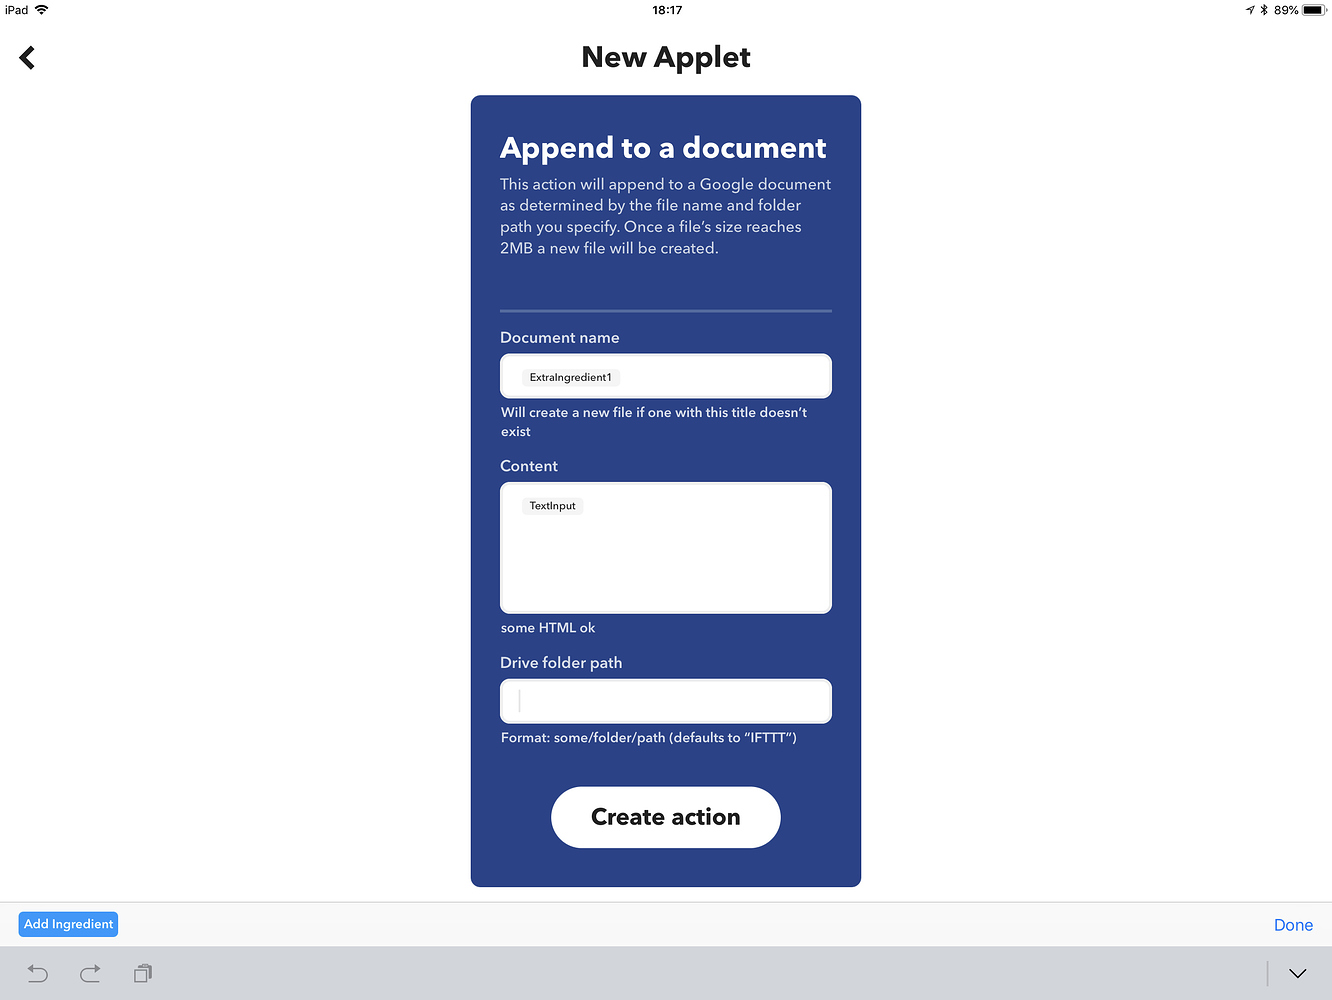 iPad 18:17 89%
New Applet
Append to a document
This action will append to a Google document
as determined by the file name and folder
path you specify. Once a file’s size reaches
2MB a new file will be created.
Document name
ExtraIngredient1
Will create a new file if one with this title doesn’t
exist
Content
TextInput
some HTML ok
Drive folder path
Format: some/folder/path (defaults to “IFTTT”)
Create action
Add Ingredient Done